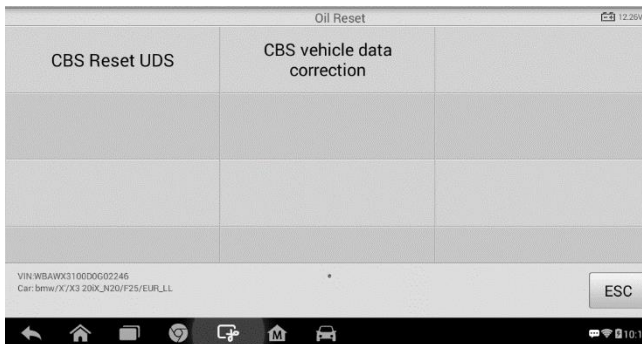 Oil Reset
12.26V
CBS Reset UDS
CBS vehicle data
correction
VIN:WBAWX3100D0G02246
Car: bmw/X'/X3 20iX_N20/F25/EUR_LL
ESC
M